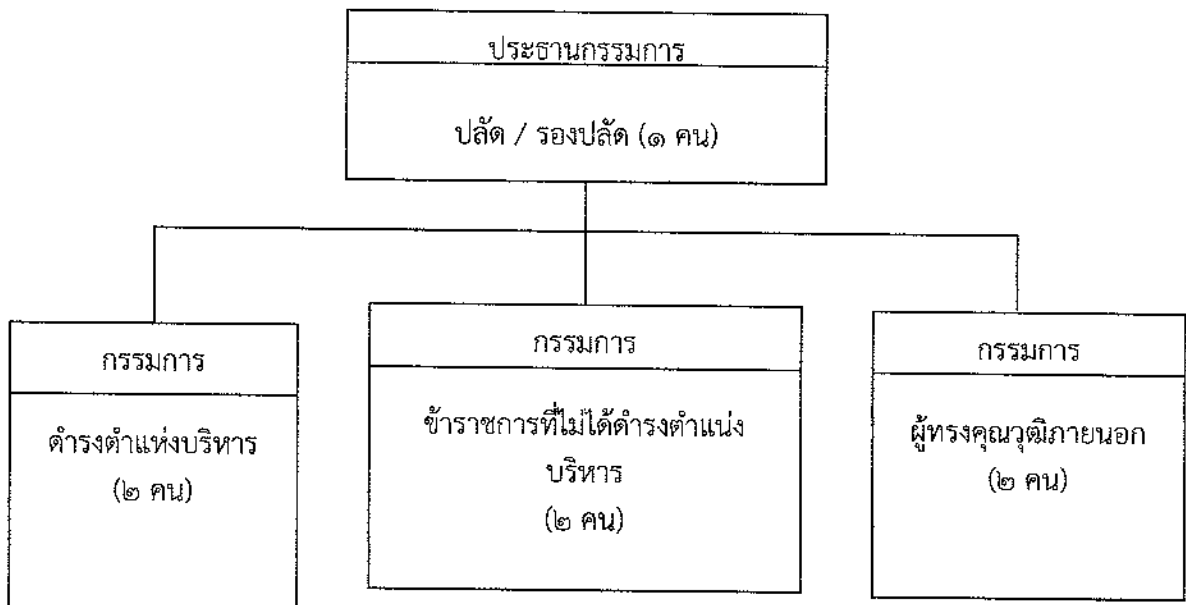 ประธานกรรมการ
ปลัด / รองปลัด (๑ คน)
กรรมการ
ดำรงตำแห่งบริหาร
(๒ คน)
กรรมการ
ข้าราชการที่ไม่ได้ดำรงตำแน่ง
บริหาร
(๒ คน)
กรรมการ
ผู้ทรงคุณวุฒิภายนอก
(๒ คน)